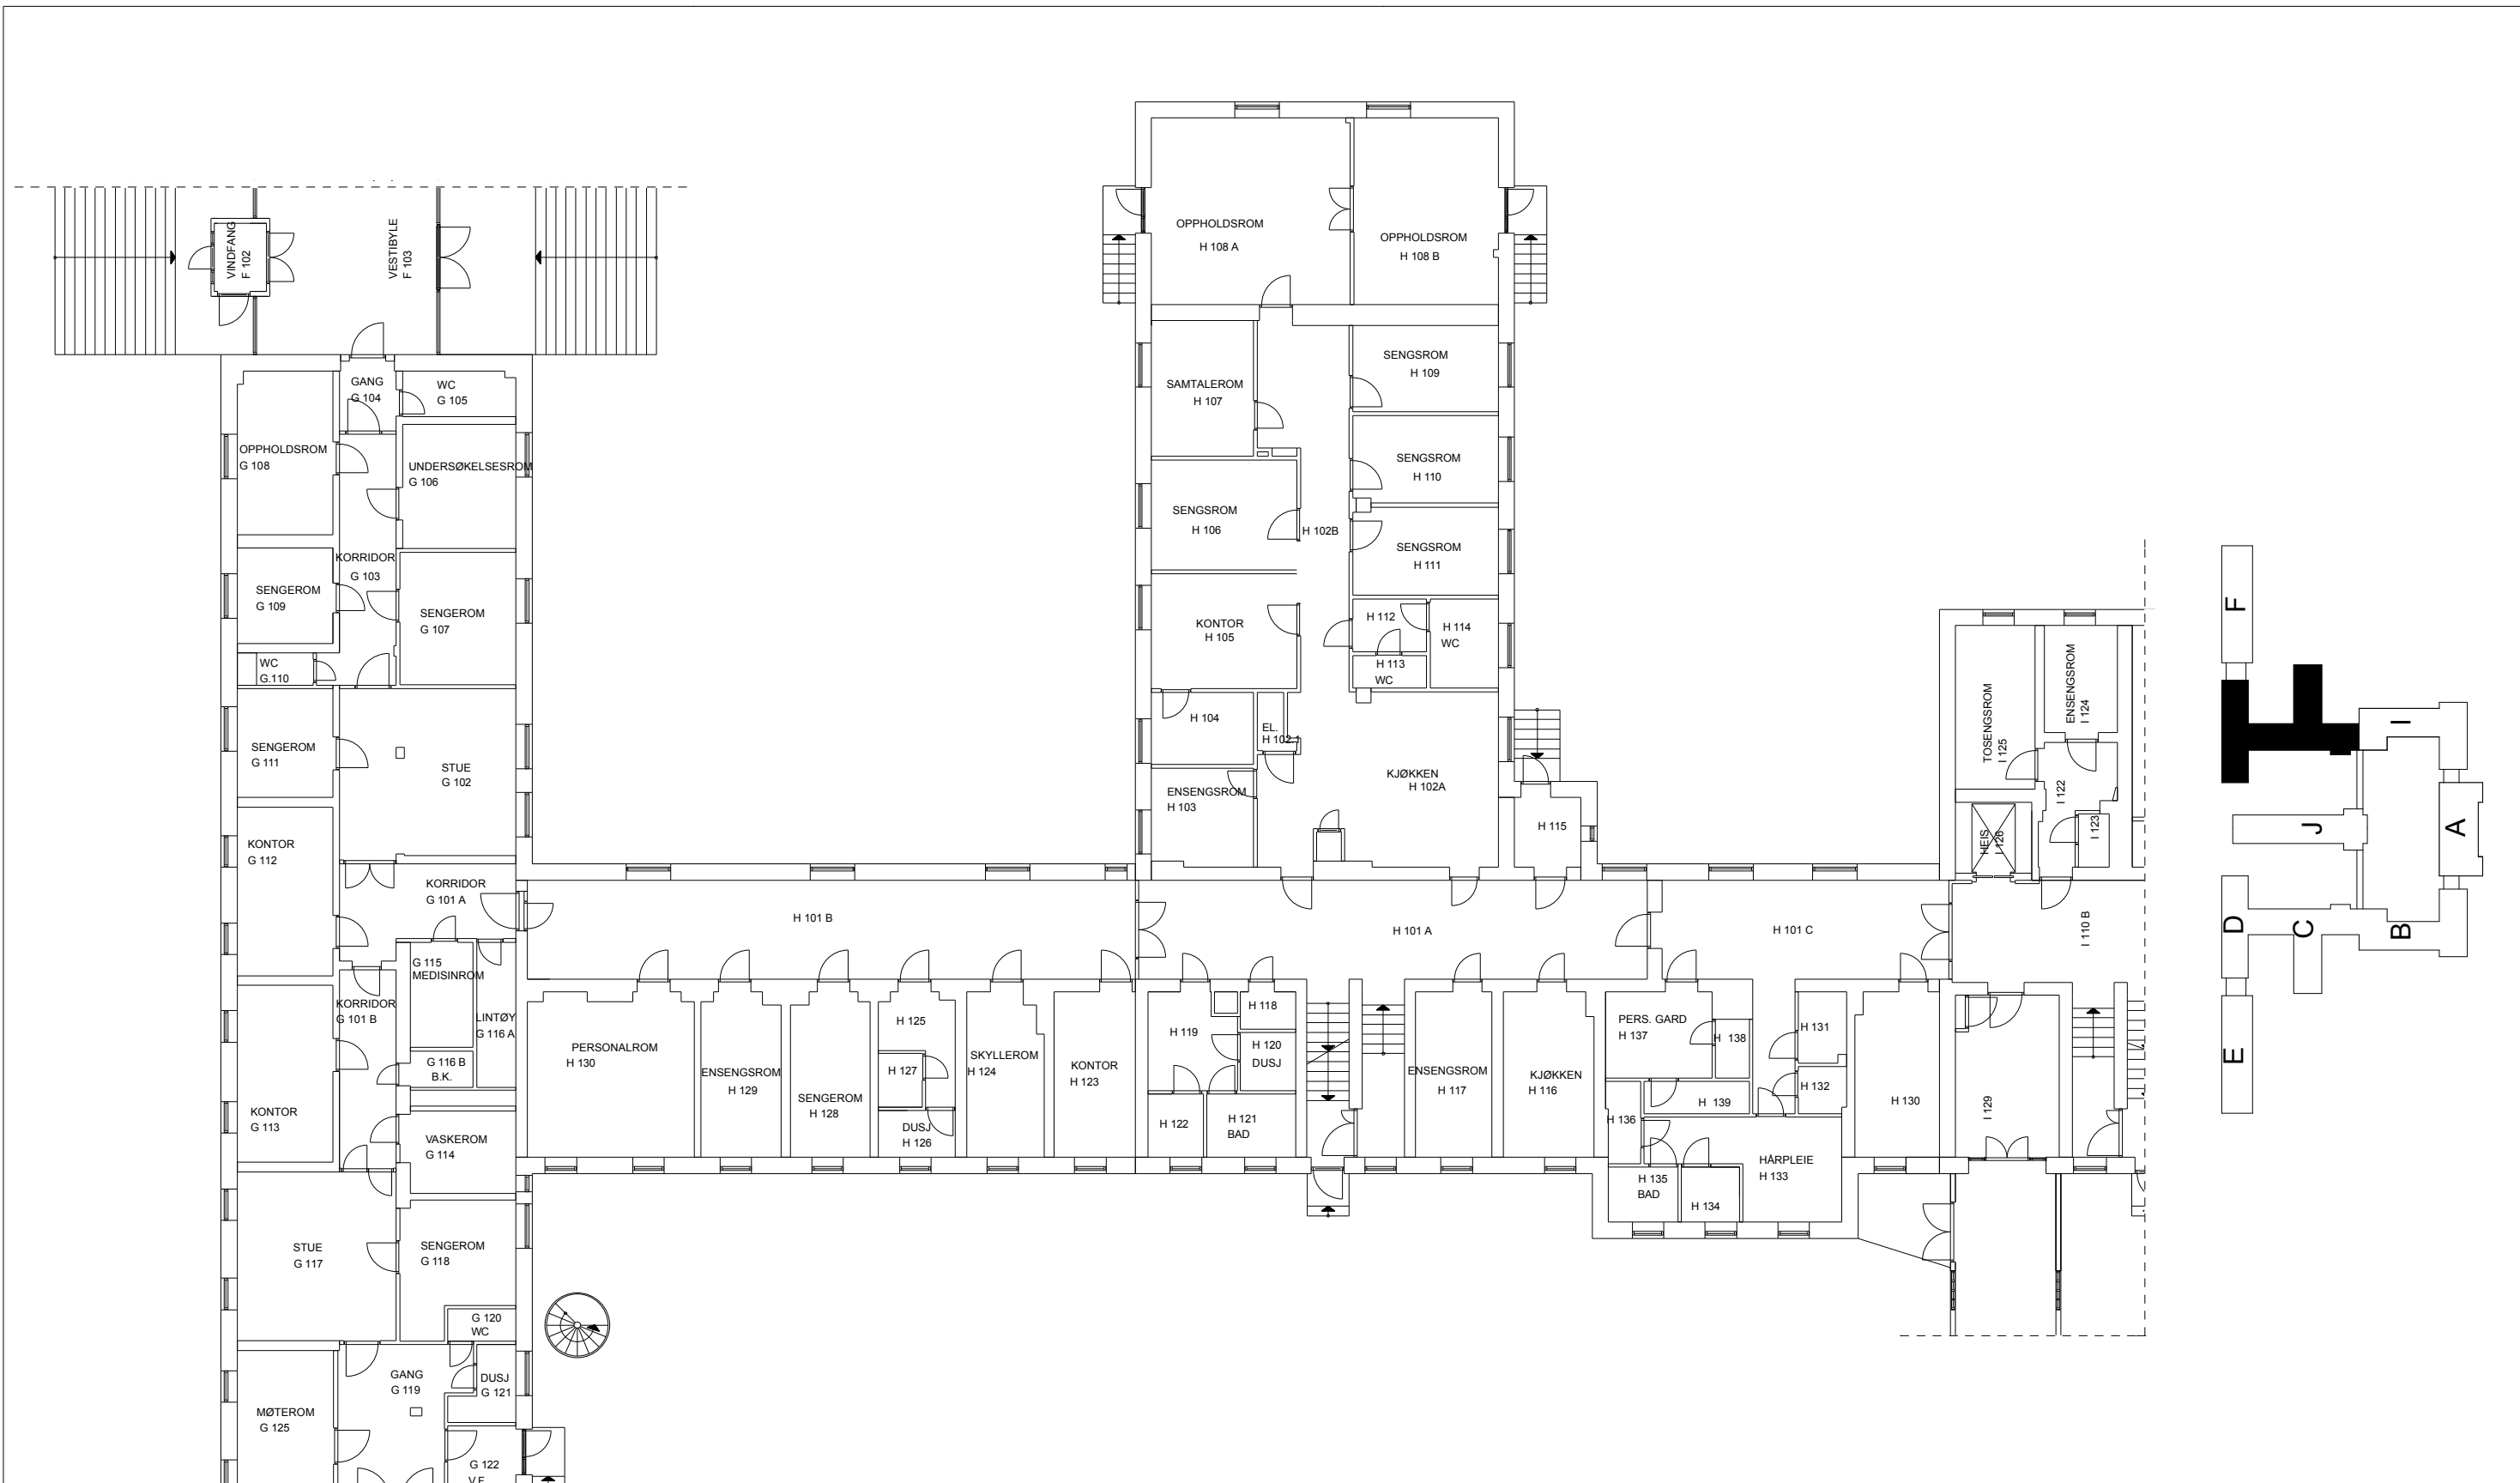 VINDFANG
F 102
VESTIBYLE
F 103
GANG
G 104
WC
G 105
OPPHOLDSROM
G 108
UNDERSØKELSESROM
G 106
KORRIDOR
G 103
SENGEROM
G 109
SENGEROM
G 107
WC
G.110
SENGEROM
G 111
STUE
G 102
KONTOR
G 112
KORRIDOR
G 101 A
G 115
MEDISINROM
KORRIDOR
G 101 B
LINTØY
G 116 A
G 116 B
B.K.
KONTOR
G 113
VASKEROM
G 114
STUE
G 117
SENGEROM
G 118
G 120
WC
GANG
G 119
DUSJ
G 121
MØTEROM
G 125
G 122
V.F.
OPPHOLDSROM
H 108 A
OPPHOLDSROM
H 108 B
SAMTALEROM
H 107
SENGSROM
H 109
SENGSROM
H 110
SENGSROM
H 106
H 102B
SENGSROM
H 111
KONTOR
H 105
H 112
H 114
WC
H 113
WC
H 104
EL.
H 102.1
ENSENGSROM
H 103
KJØKKEN
H 102A
H 115
H 101 B
H 101 A
H 101 C
PERSONALROM
H 130
ENSENGSROM
H 129
SENGEROM
H 128
H 125
H 127
DUSJ
H 126
SKYLLEROM
H 124
KONTOR
H 123
H 119
H 118
H 120
DUSJ
H 122
H 121
BAD
ENSENGSROM
H 117
KJØKKEN
H 116
PERS. GARD
H 137
H 138
H 131
H 132
H 139
H 136
H 130
HÅRPLEIE
H 133
H 135
BAD
H 134
TOSENGSROM
I 125
ENSENGSROM
I 124
I 122
I 123
HEIS
I 126
I 110 B
I 129
F
I
J
A
D
C
B
E